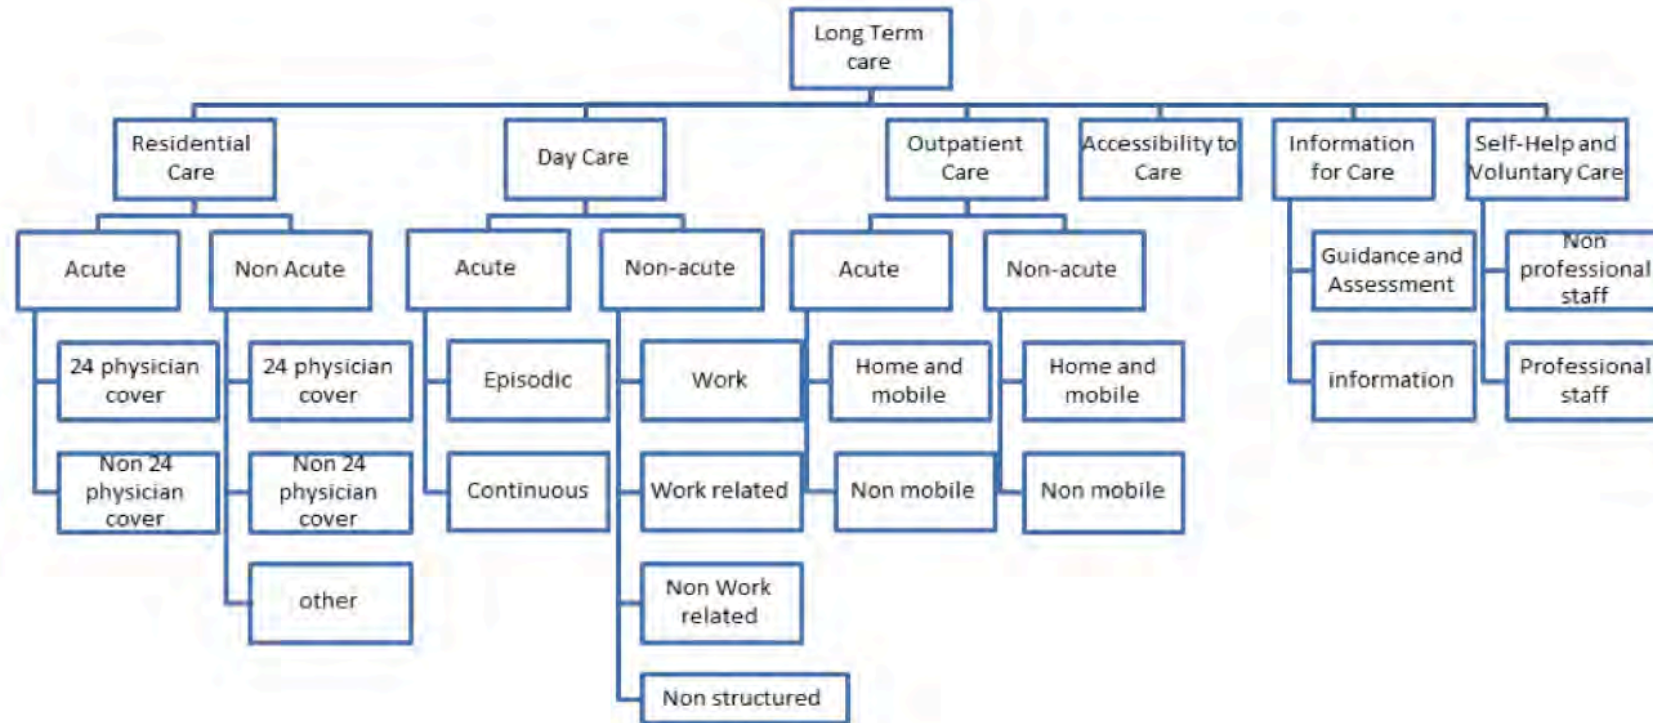 Long Term
care
Residential
Care
Day Care
Outpatient
Care
Accessibility to
Care
Information
for Care
Self-Help and
Voluntary Care
Acute
Non Acute
Acute
Non-acute
Acute
Non-acute
Guidance and
Assessment
Non
professional
staff
24 physician
cover
24 physician
cover
Episodic
Work
Home and
mobile
Home and
mobile
information
Professional
staff
Non 24
physician
cover
Non 24
physician
cover
Continuous
Work related
Non mobile
Non mobile
other
Non Work
related
Non structured